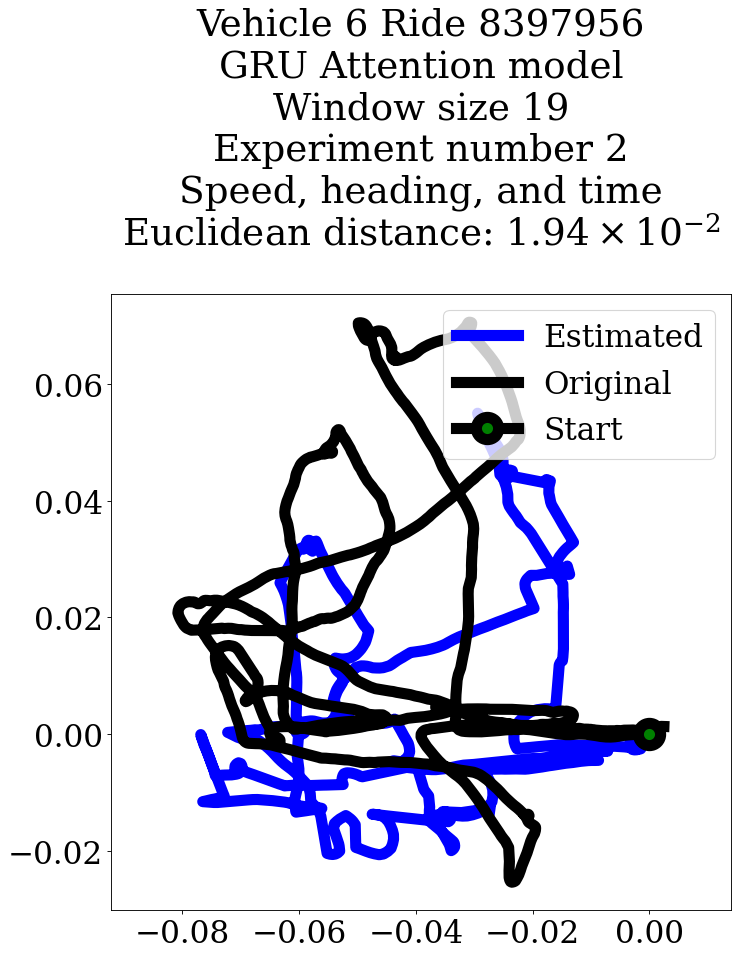 Vehicle 6 Ride 8397956
GRU Attention model
Window size 19
Experiment number 2
Speed, heading, and time
Euclidean distance: 1.94 × 10⁻²
Estimated
Original
Start
0.06
0.04
0.02
0.00
−0.02
−0.08 −0.06 −0.04 −0.02 0.00